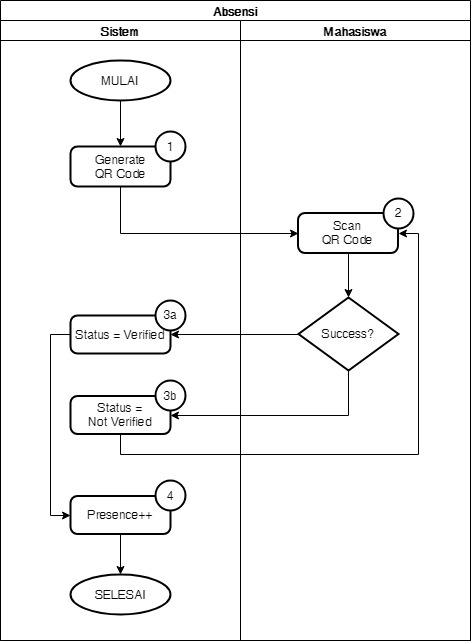 Absensi
Sistem
Mahasiswa
MULAI
1
Generate
QR Code
2
Scan
QR Code
3a
Status = Verified
Success?
3b
Status =
Not Verified
4
Presence++
SELESAI